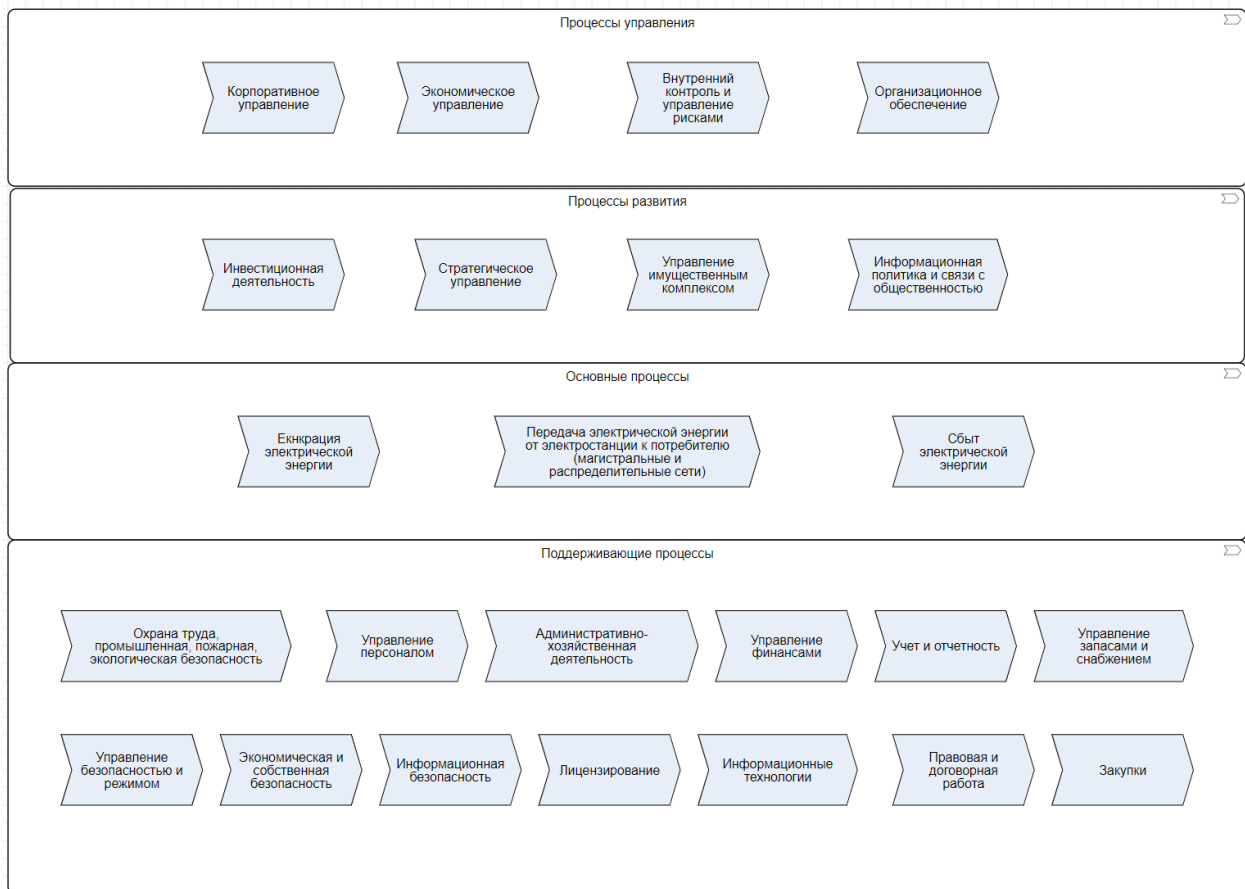 Процессы управления
Корпоративное
управление
Экономическое
управление
Внутренний
контроль и
управление
рисками
Организационное
обеспечение
Процессы развития
Инвестиционная
деятельность
Стратегическое
управление
Управление
имущественным
комплексом
Информационная
политика и связи с
общественностью
Основные процессы
Екнкрация
электрической
энергии
Передача электрической энергии
от электростанции к потребителю
(магистральные и
распределительные сети)
Сбыт
электрической
энергии
Поддерживающие процессы
Охрана труда,
промышленная, пожарная,
экологическая безопасность
Управление
персоналом
Административно-
хозяйственная
деятельность
Управление
финансами
Учет и отчетность
Управление
запасами и
снабжением
Управление
безопасностью и
режимом
Экономическая и
собственная
безопасность
Информационная
безопасность
Лицензирование
Информационные
технологии
Правовая и
договорная
работа
Закупки